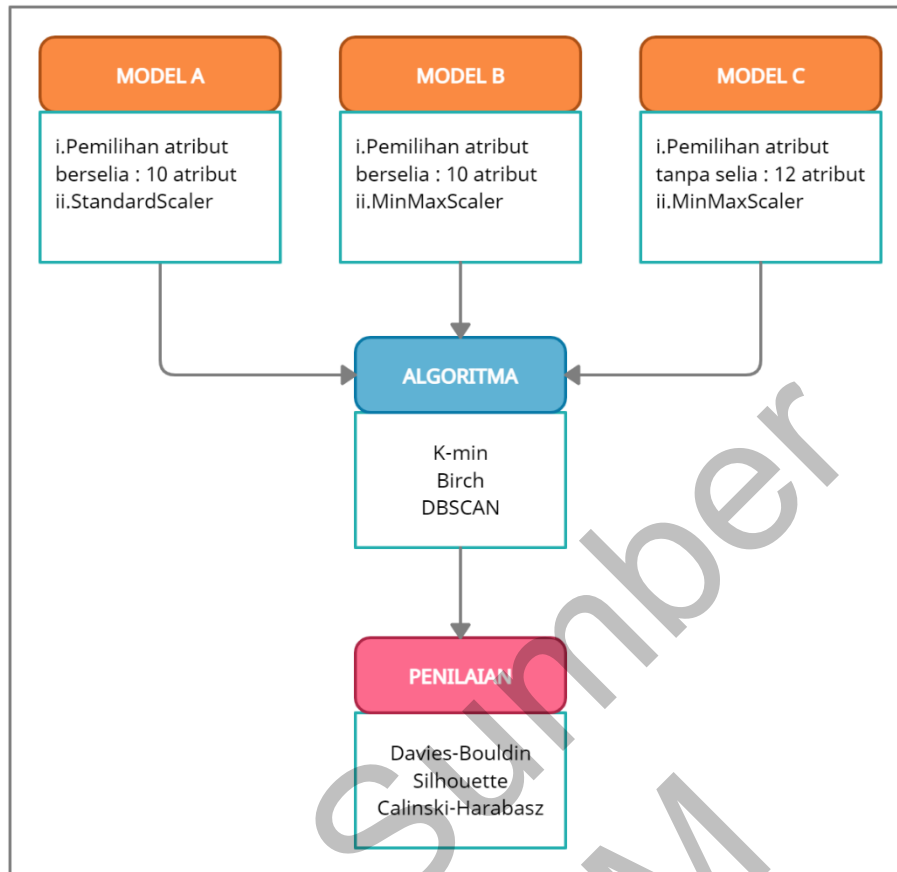 MODEL A
i.Pemilihan atribut
berselia : 10 atribut
ii.StandardScaler
MODEL B
i.Pemilihan atribut
berselia : 10 atribut
ii.MinMaxScaler
MODEL C
i.Pemilihan atribut
tanpa selia : 12 atribut
ii.MinMaxScaler
ALGORITMA
K-min
Birch
DBSCAN
PENILAIAN
Davies-Bouldin
Silhouette
Calinski-Harabasz
Sumber
M